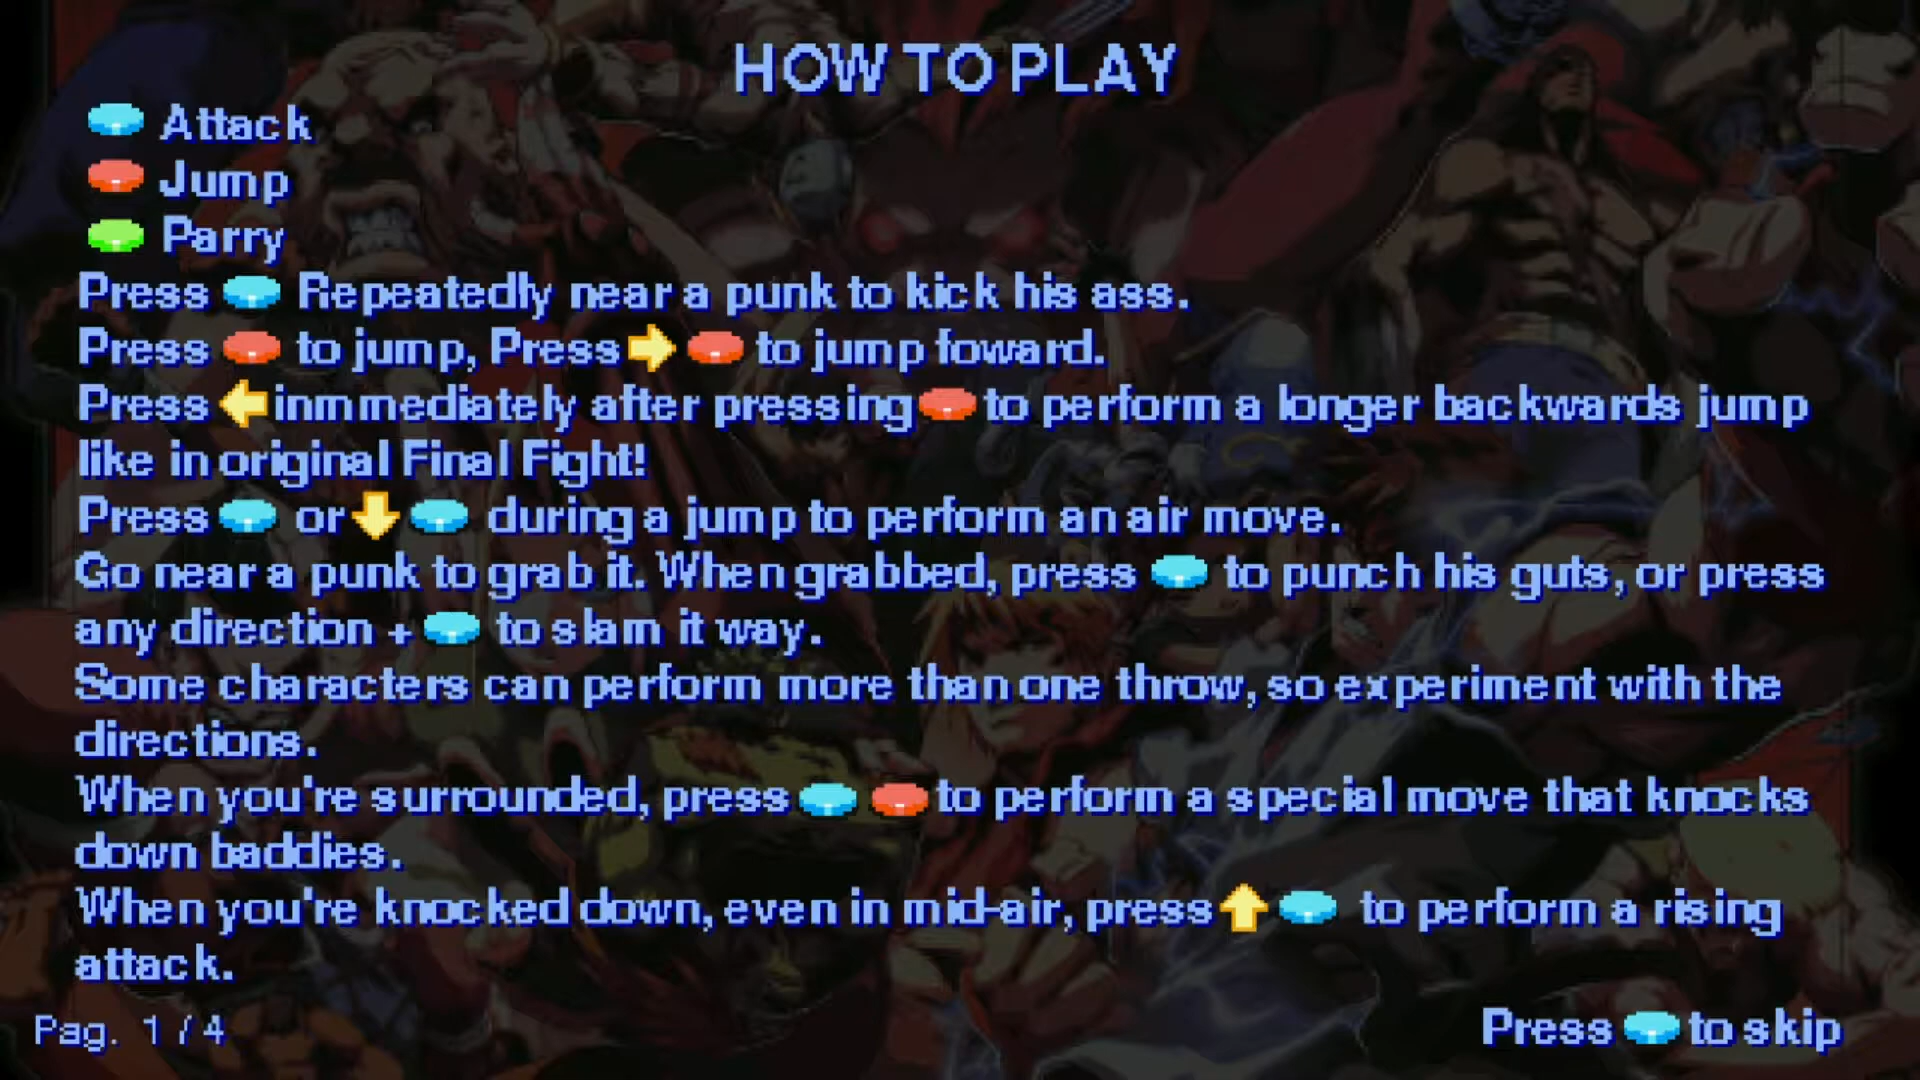 HOW TO PLAY
Attack
Jump
Parry
Press Repeatedly near a punk to kick his ass.
Press to jump, Press to jump foward.
Press inmmediately after pressing to perform a longer backwards jump
like in original Final Fight!
Press or during a jump to perform an air move.
Go near a punk to grab it. When grabbed, press to punch his guts, or press
any direction + to slam it way.
Some characters can perform more than one throw, so experiment with the
directions.
When you're surrounded, press to perform a special move that knocks
down baddies.
When you're knocked down, even in mid-air, press to perform a rising
attack.
Pag. 1 / 4
Press to skip